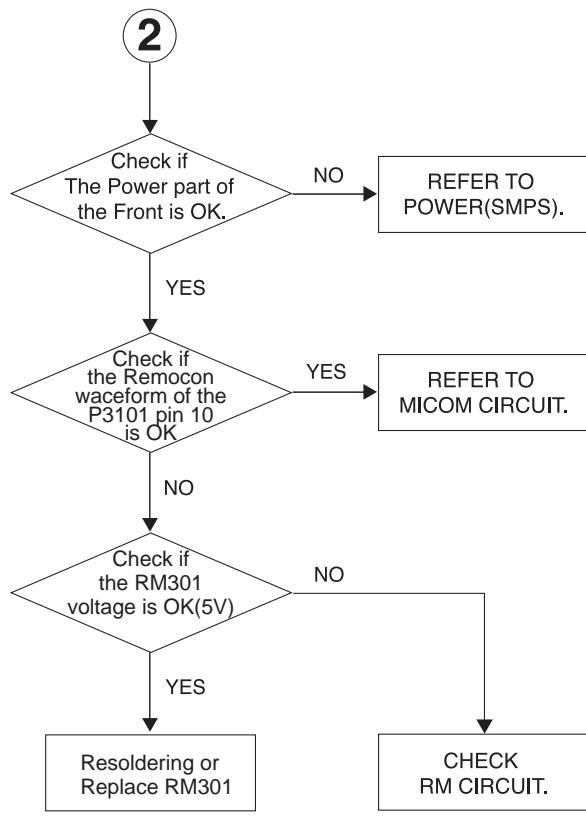 2
Check if
The Power part of
the Front is OK.
NO
REFER TO
POWER(SMPS).
YES
Check if
the Remocon
waceform of the
P3101 pin 10
is OK
YES
REFER TO
MICOM CIRCUIT.
NO
Check if
the RM301
voltage is OK(5V)
NO
YES
Resoldering or
Replace RM301
CHECK
RM CIRCUIT.